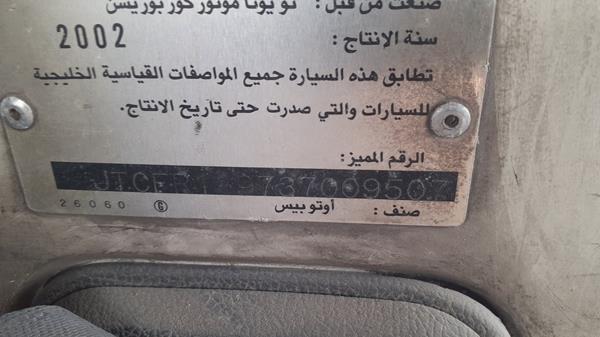 صنعت من قبل : تويوتا موتور كوربوريشن
سنة الانتاج : 2002
تطابق هذه السيارة جميع المواصفات القياسية الخليجية
للسيارات والتي صدرت حتى تاريخ الانتاج.
الرقم المميز:
9737009507
صنف : أوتوبيس G 26060